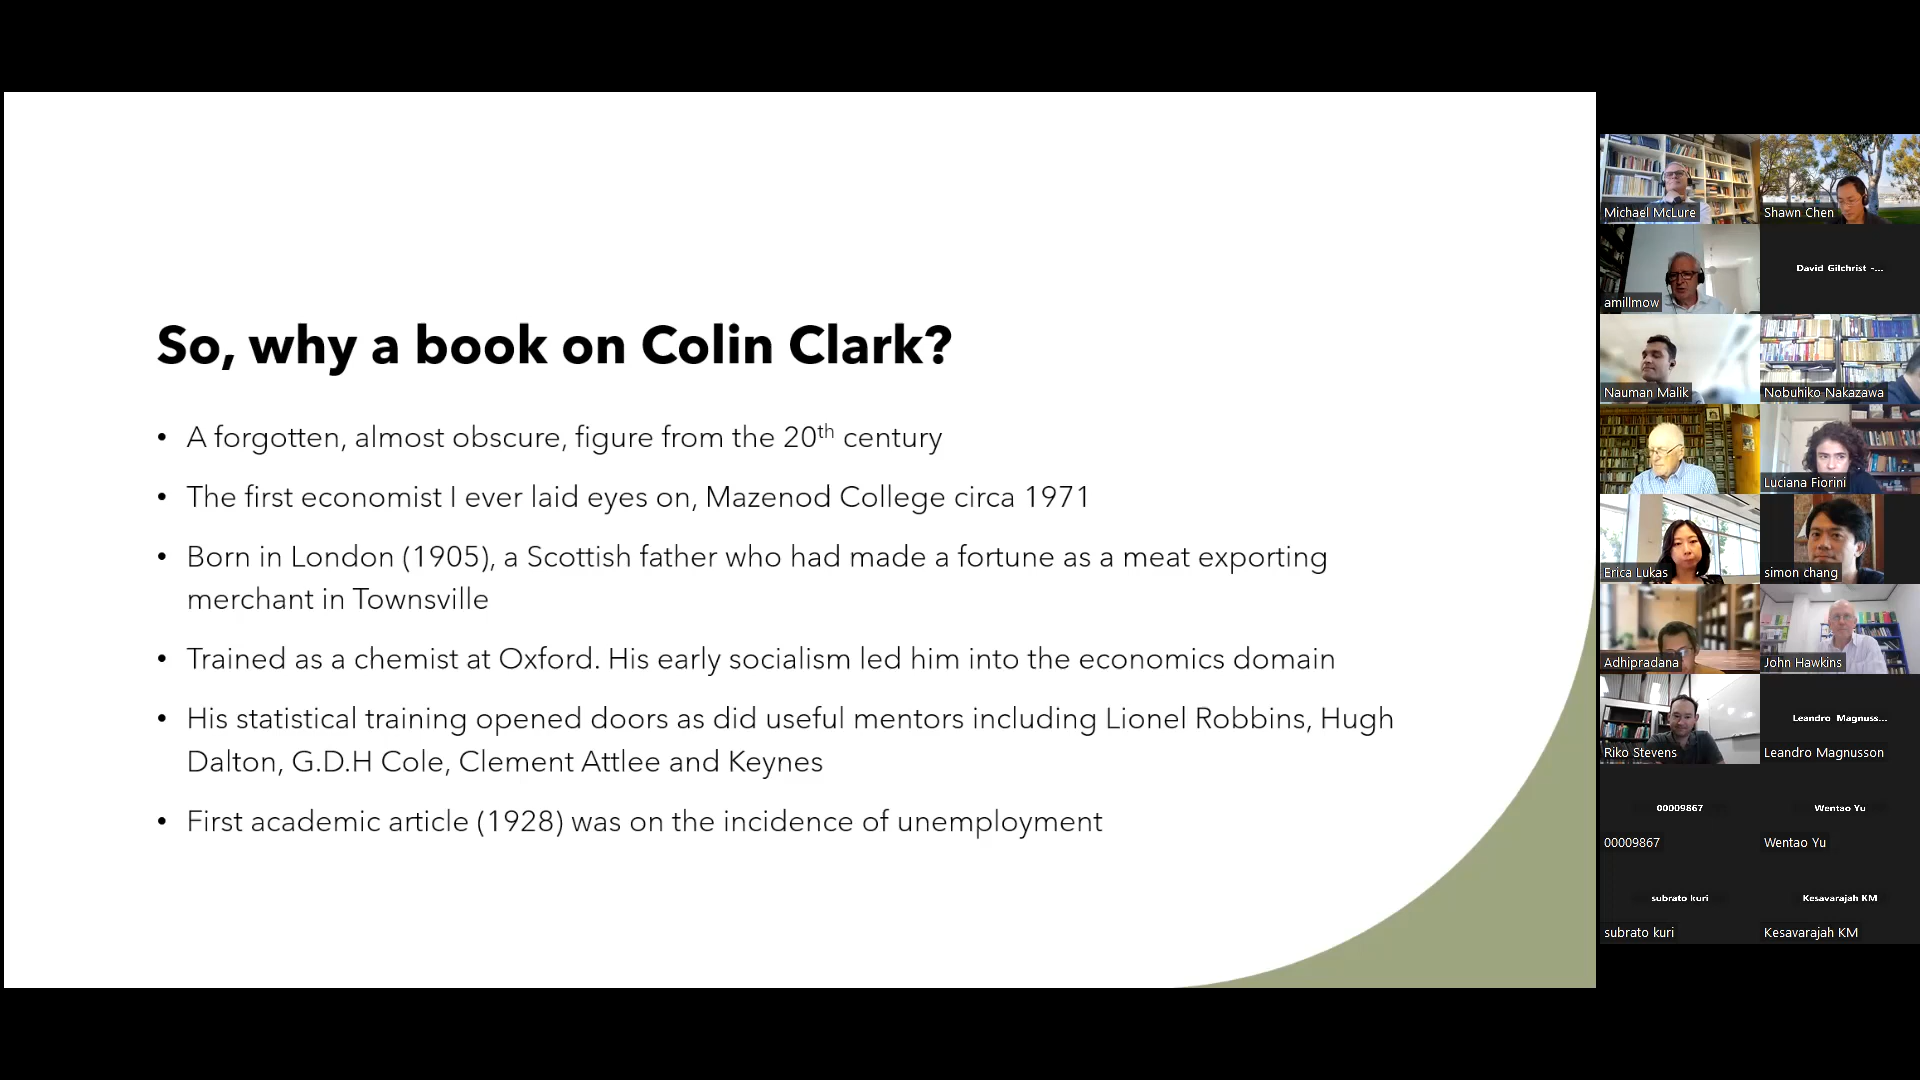 So, why a book on Colin Clark?
• A forgotten, almost obscure, figure from the 20th century
• The first economist I ever laid eyes on, Mazenod College circa 1971
• Born in London (1905), a Scottish father who had made a fortune as a meat exporting
merchant in Townsville
• Trained as a chemist at Oxford. His early socialism led him into the economics domain
• His statistical training opened doors as did useful mentors including Lionel Robbins, Hugh
Dalton, G.D.H Cole, Clement Attlee and Keynes
• First academic article (1928) was on the incidence of unemployment
Michael McLure
Shawn Chen
amillmow
David Gilchrist -...
Nauman Malik
Nobuhiko Nakazawa
Luciana Fiorini
Erica Lukas
simon chang
Adhipradana
John Hawkins
Riko Stevens
Leandro Magnuss...
Leandro Magnusson
00009867
00009867
Wentao Yu
Wentao Yu
subrato kuri
subrato kuri
Kesavarajah KM
Kesavarajah KM